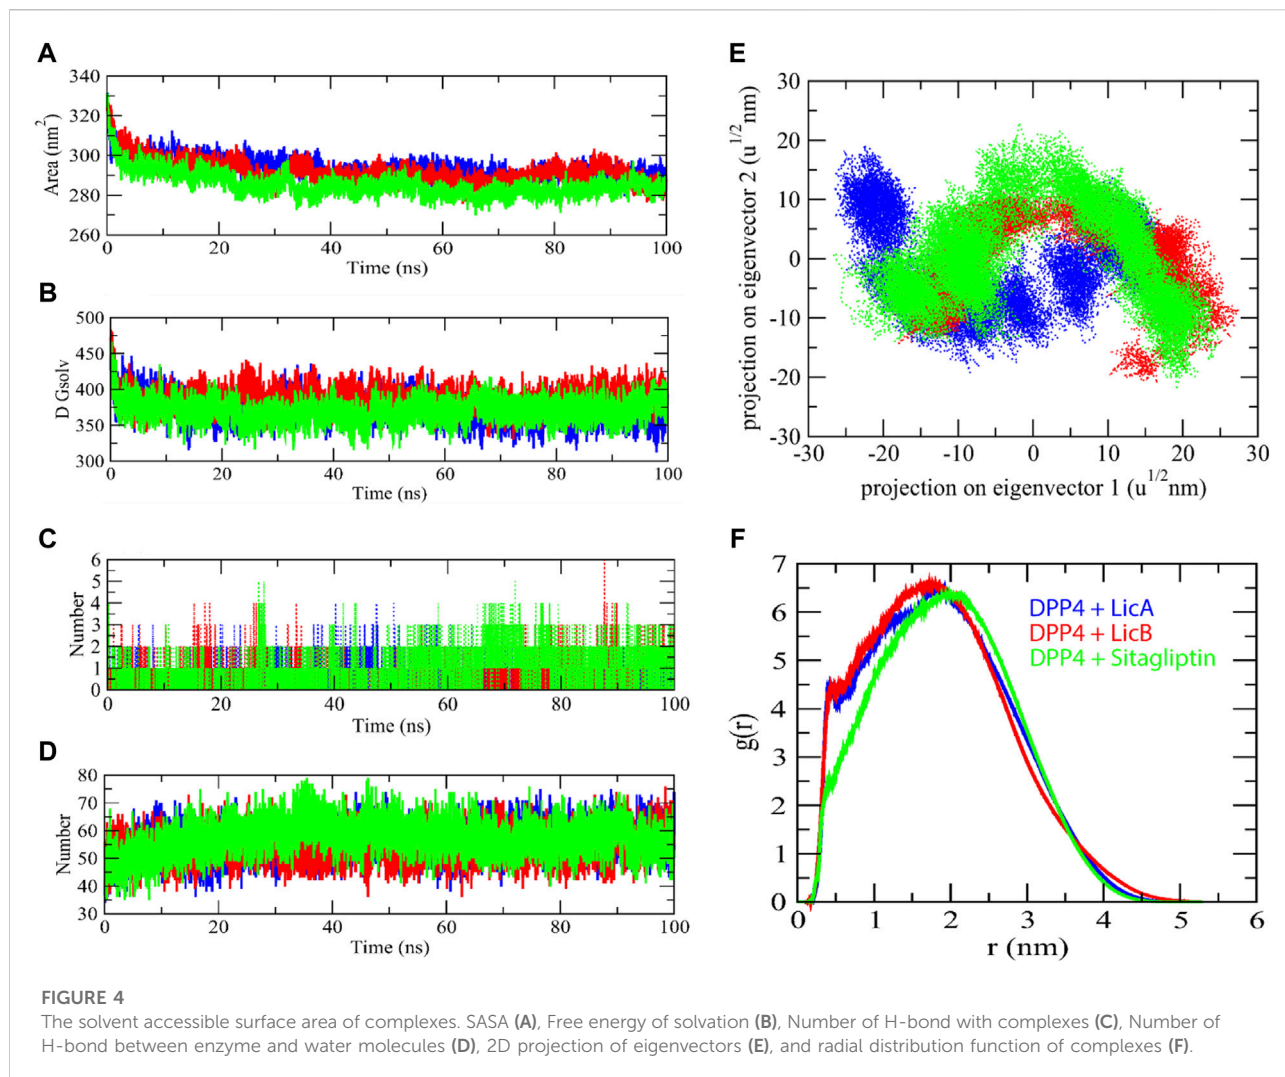 A
340
320
300
280
260
Area (nm2)
0 20 40 60 80 100
Time (ns)
B
500
450
400
350
300
D Gsolv
0 20 40 60 80 100
Time (ns)
C
6
5
4
3
2
1
0
Number
0 20 40 60 80 100
Time (ns)
D
80
70
60
50
40
30
Number
0 20 40 60 80 100
Time (ns)
E
30
20
10
0
-10
-20
-30
projection on eigenvector 2 (u1/2 nm)
-30 -20 -10 0 10 20 30
projection on eigenvector 1 (u1/2nm)
F
7
6
5
4
3
2
1
0
g(r)
DPP4 + LicA
DPP4 + LicB
DPP4 + Sitagliptin
0 1 2 3 4 5 6
r (nm)
FIGURE 4
The solvent accessible surface area of complexes. SASA (A), Free energy of solvation (B), Number of H-bond with complexes (C), Number of
H-bond between enzyme and water molecules (D), 2D projection of eigenvectors (E), and radial distribution function of complexes (F).